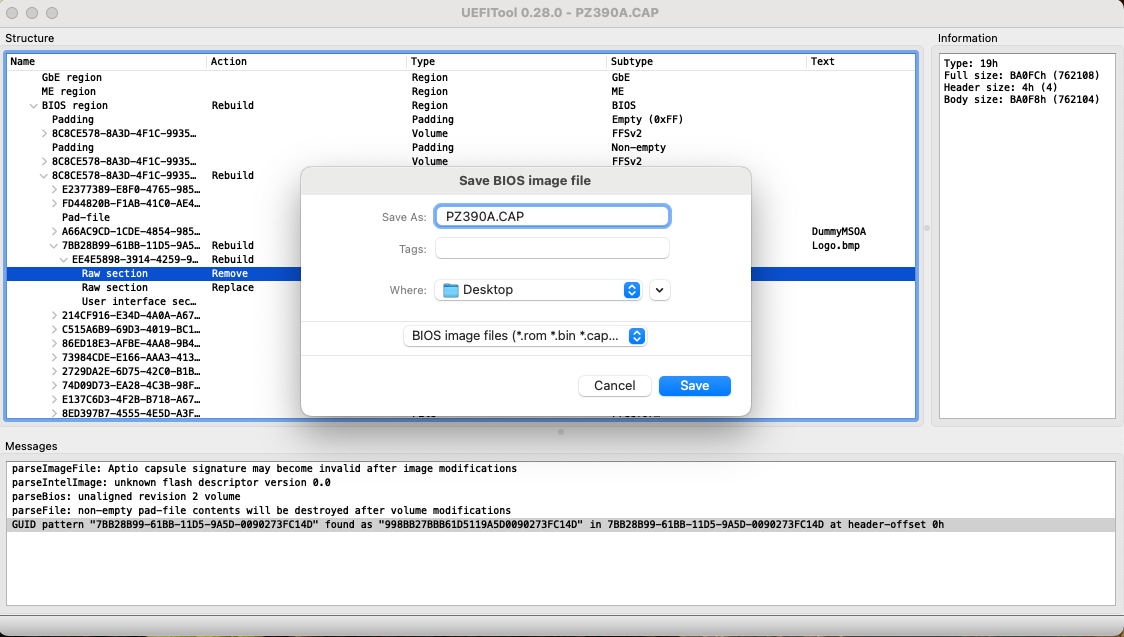 UEFITool 0.28.0 - PZ390A.CAP
Structure
Name Action Type Subtype Text
GbE region Region GbE
ME region Region ME
BIOS region Rebuild Region BIOS
Padding Padding Empty (0xFF)
8C8CE578-8A3D-4F1C-9935… Volume FFSv2
Padding Padding Non-empty
8C8CE578-8A3D-4F1C-9935… Volume FFSv2
8C8CE578-8A3D-4F1C-9935… Rebuild
E2377389-E8F0-4765-985…
FD44820B-F1AB-41C0-AE4…
Pad-file
A66AC9CD-1CDE-4854-985… DummyMSOA
7BB28B99-61BB-11D5-9A5… Rebuild Logo.bmp
EE4E5898-3914-4259-9… Rebuild
Raw section Remove
Raw section Replace
User interface sec…
214CF916-E34D-4A0A-A67…
C515A6B9-69D3-4019-BC1…
86ED18E3-AFBE-4AA8-9B4…
73984CDE-E166-AAA3-413…
2729DA2E-6D75-42C0-B1B…
74D09D73-EA28-4C3B-98F…
E137C6D3-4F2B-B718-A67…
8ED397B7-4555-4E5D-A3F…
Information
Type: 19h
Full size: BA0FCh (762108)
Header size: 4h (4)
Body size: BA0F8h (762104)
Save BIOS image file
Save As: PZ390A.CAP
Tags:
Where: Desktop
BIOS image files (*.rom *.bin *.cap...
Cancel Save
Messages
parseImageFile: Aptio capsule signature may become invalid after image modifications
parseIntelImage: unknown flash descriptor version 0.0
parseBios: unaligned revision 2 volume
parseFile: non-empty pad-file contents will be destroyed after volume modifications
GUID pattern "7BB28B99-61BB-11D5-9A5D-0090273FC14D" found as "998BB27BBB61D5119A5D0090273FC14D" in 7BB28B99-61BB-11D5-9A5D-0090273FC14D at header-offset 0h